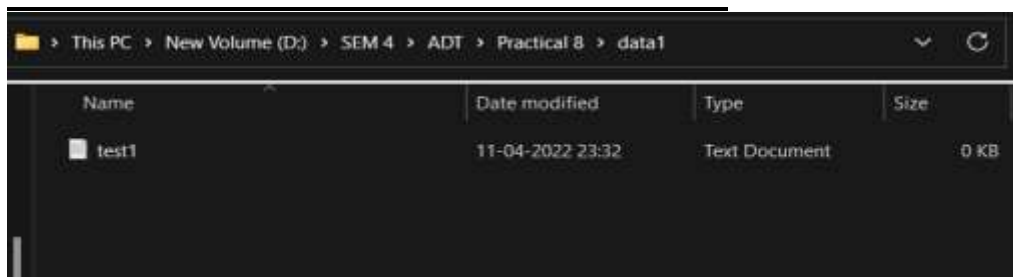 This PC > New Volume (D:) > SEM 4 > ADT > Practical 8 > data1
Name Date modified Type Size
test1 11-04-2022 23:32 Text Document 0 KB